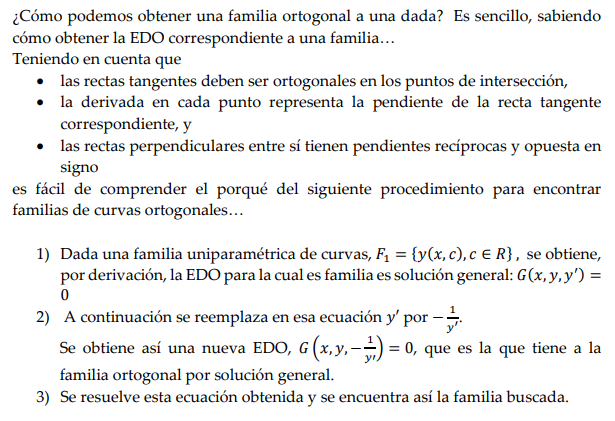 ¿Cómo podemos obtener una familia ortogonal a una dada? Es sencillo, sabiendo
cómo obtener la EDO correspondiente a una familia…
Teniendo en cuenta que
• las rectas tangentes deben ser ortogonales en los puntos de intersección,
• la derivada en cada punto representa la pendiente de la recta tangente
correspondiente, y
• las rectas perpendiculares entre sí tienen pendientes recíprocas y opuesta en
signo
es fácil de comprender el porqué del siguiente procedimiento para encontrar
familias de curvas ortogonales…
1) Dada una familia uniparamétrica de curvas, F₁ = {y(x, c), c ∈ R}, se obtiene,
por derivación, la EDO para la cual es familia es solución general: G(x, y, y′) =
0
2) A continuación se reemplaza en esa ecuación y′ por −1/y′.
Se obtiene así una nueva EDO, G(x, y, −1/y′) = 0, que es la que tiene a la
familia ortogonal por solución general.
3) Se resuelve esta ecuación obtenida y se encuentra así la familia buscada.